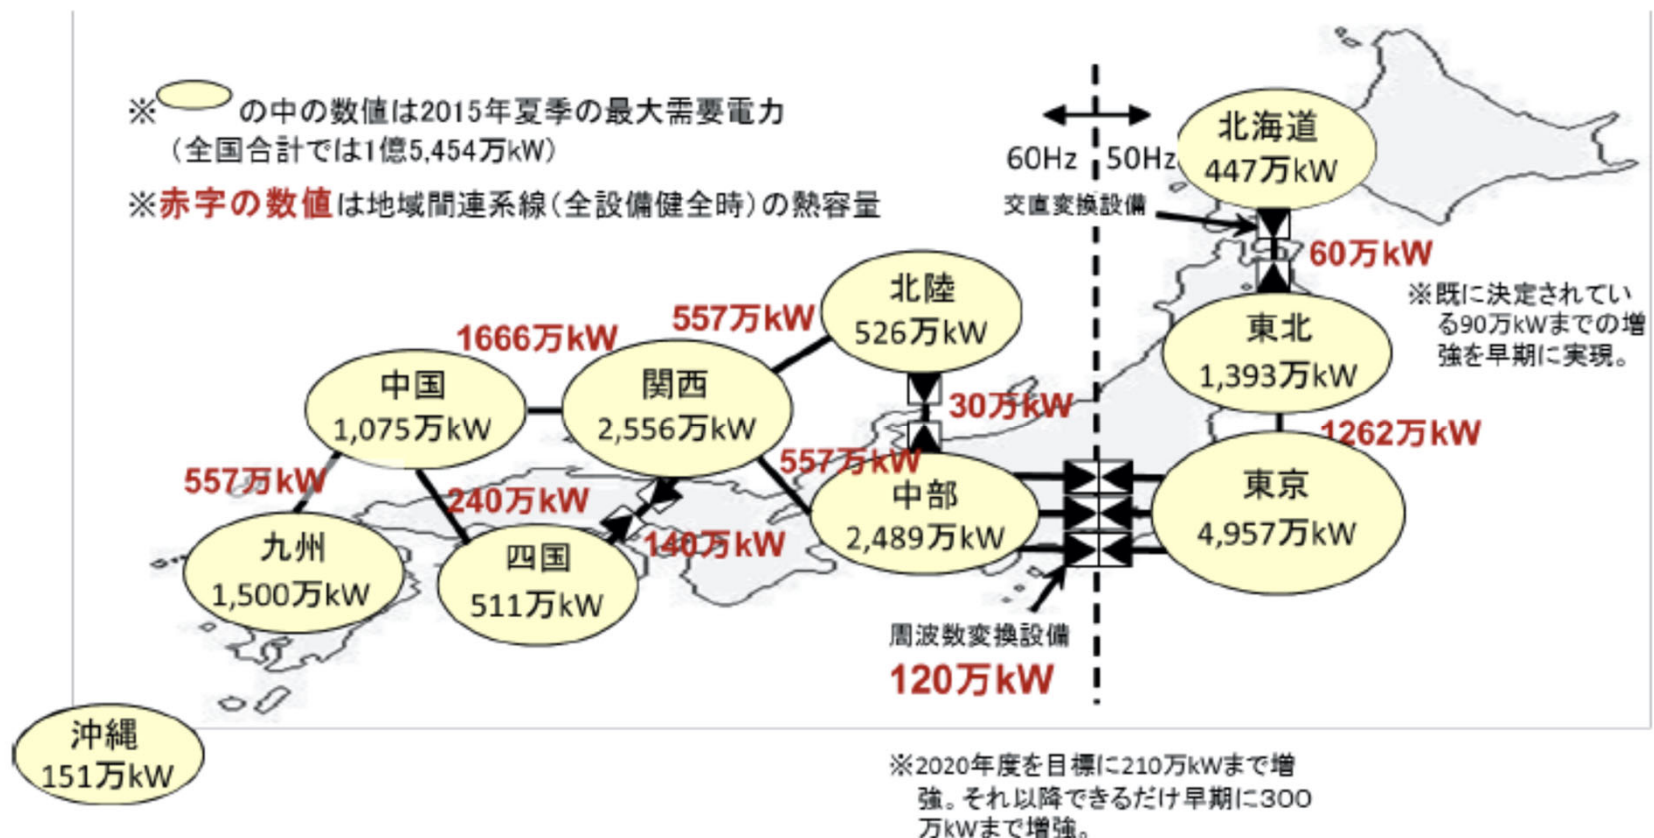 ※ の中の数値は2015年夏季の最大需要電力
（全国合計では1億5,454万kW）
※赤字の数値は地域間連系線（全設備健全時）の熱容量
60Hz
50Hz
交直変換設備
北海道
447万kW
60万kW
※既に決定されてい
る90万kWまでの増
強を早期に実現。
北陸
526万kW
557万kW
1666万kW
東北
1,393万kW
中国
1,075万kW
関西
2,556万kW
30万kW
1262万kW
557万kW
557万kW
240万kW
140万kW
中部
2,489万kW
東京
4,957万kW
九州
1,500万kW
四国
511万kW
周波数変換設備
120万kW
沖縄
151万kW
※2020年度を目標に210万kWまで増
強。それ以降できるだけ早期に300
万kWまで増強。